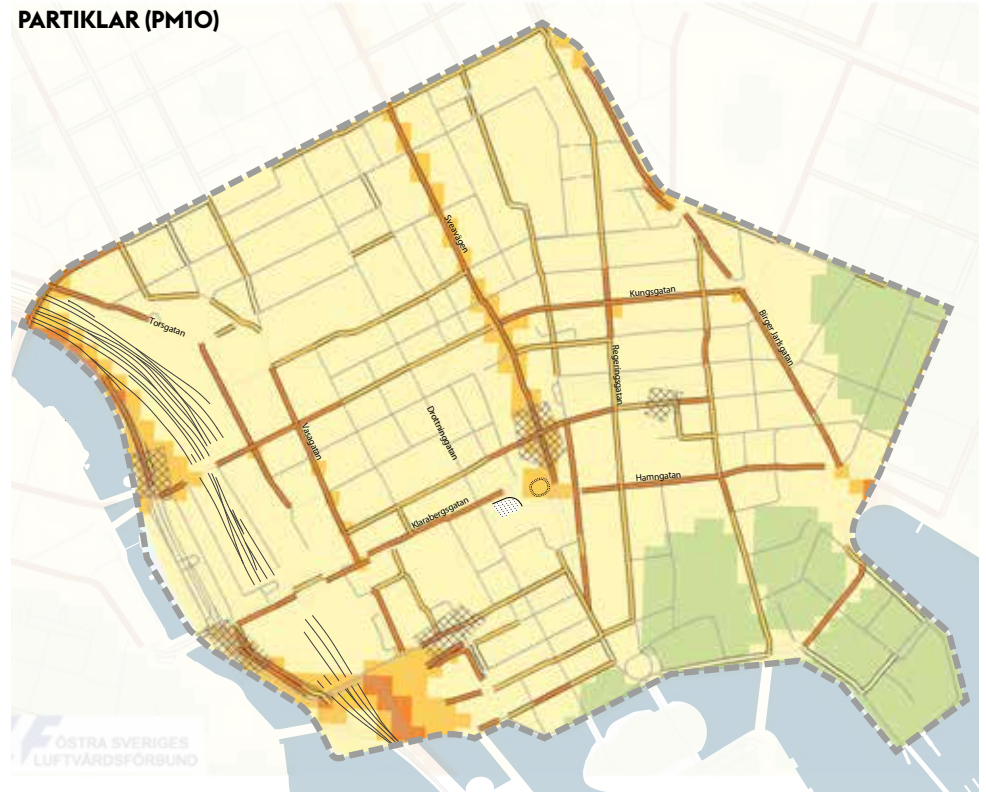 PARTIKLAR (PM10)
Sveavägen
Kungsgatan
Torsgatan
Birger Jarlsgatan
Regeringsgatan
Drottninggatan
Vasagatan
Hamngatan
Klarabergsgatan
ÖSTRA SVERIGES
LUFTVÅRDSFÖRBUND